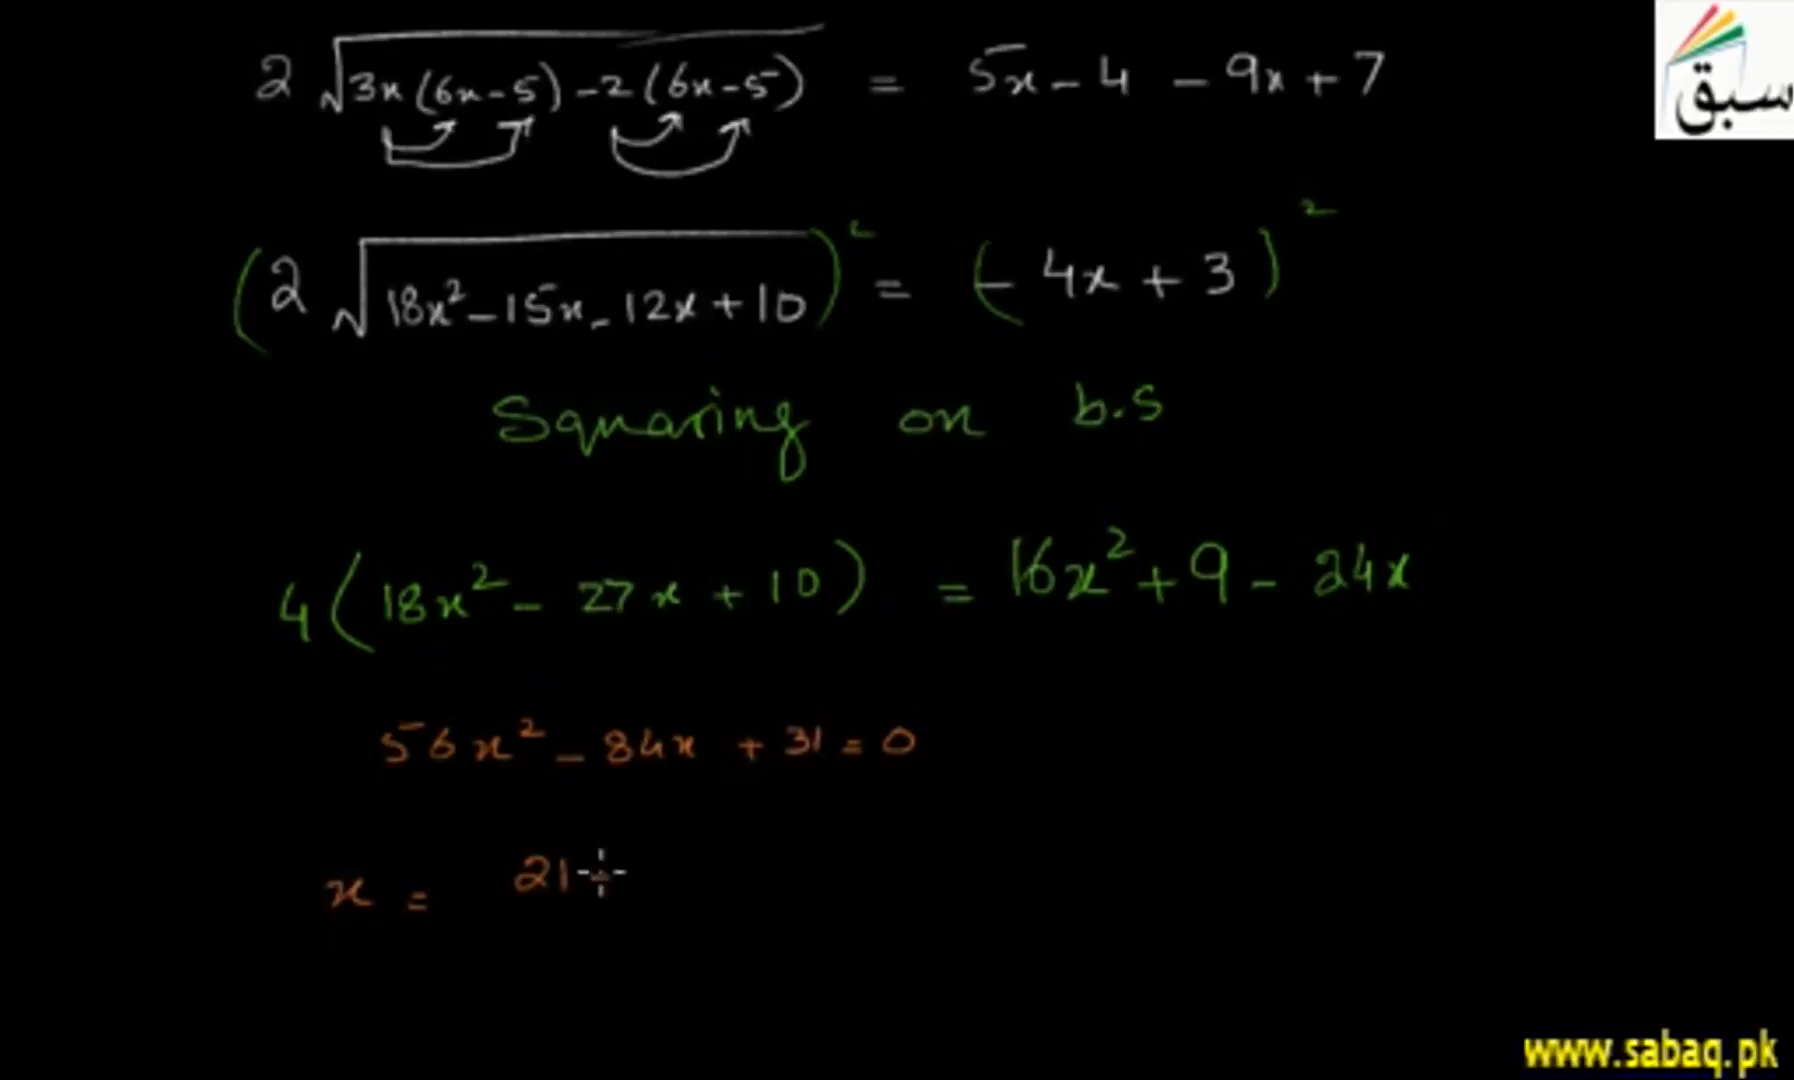 سبق
2√3x(6x-5)-2(6x-5) = 5x-4-9x+7
(2√18x²-15x-12x+10)² = (-4x+3)²
Squaring on b.s
4(18x²-27x+10) = 16x²+9-24x
56x²-84x+31=0
x = 21
www.sabaq.pk